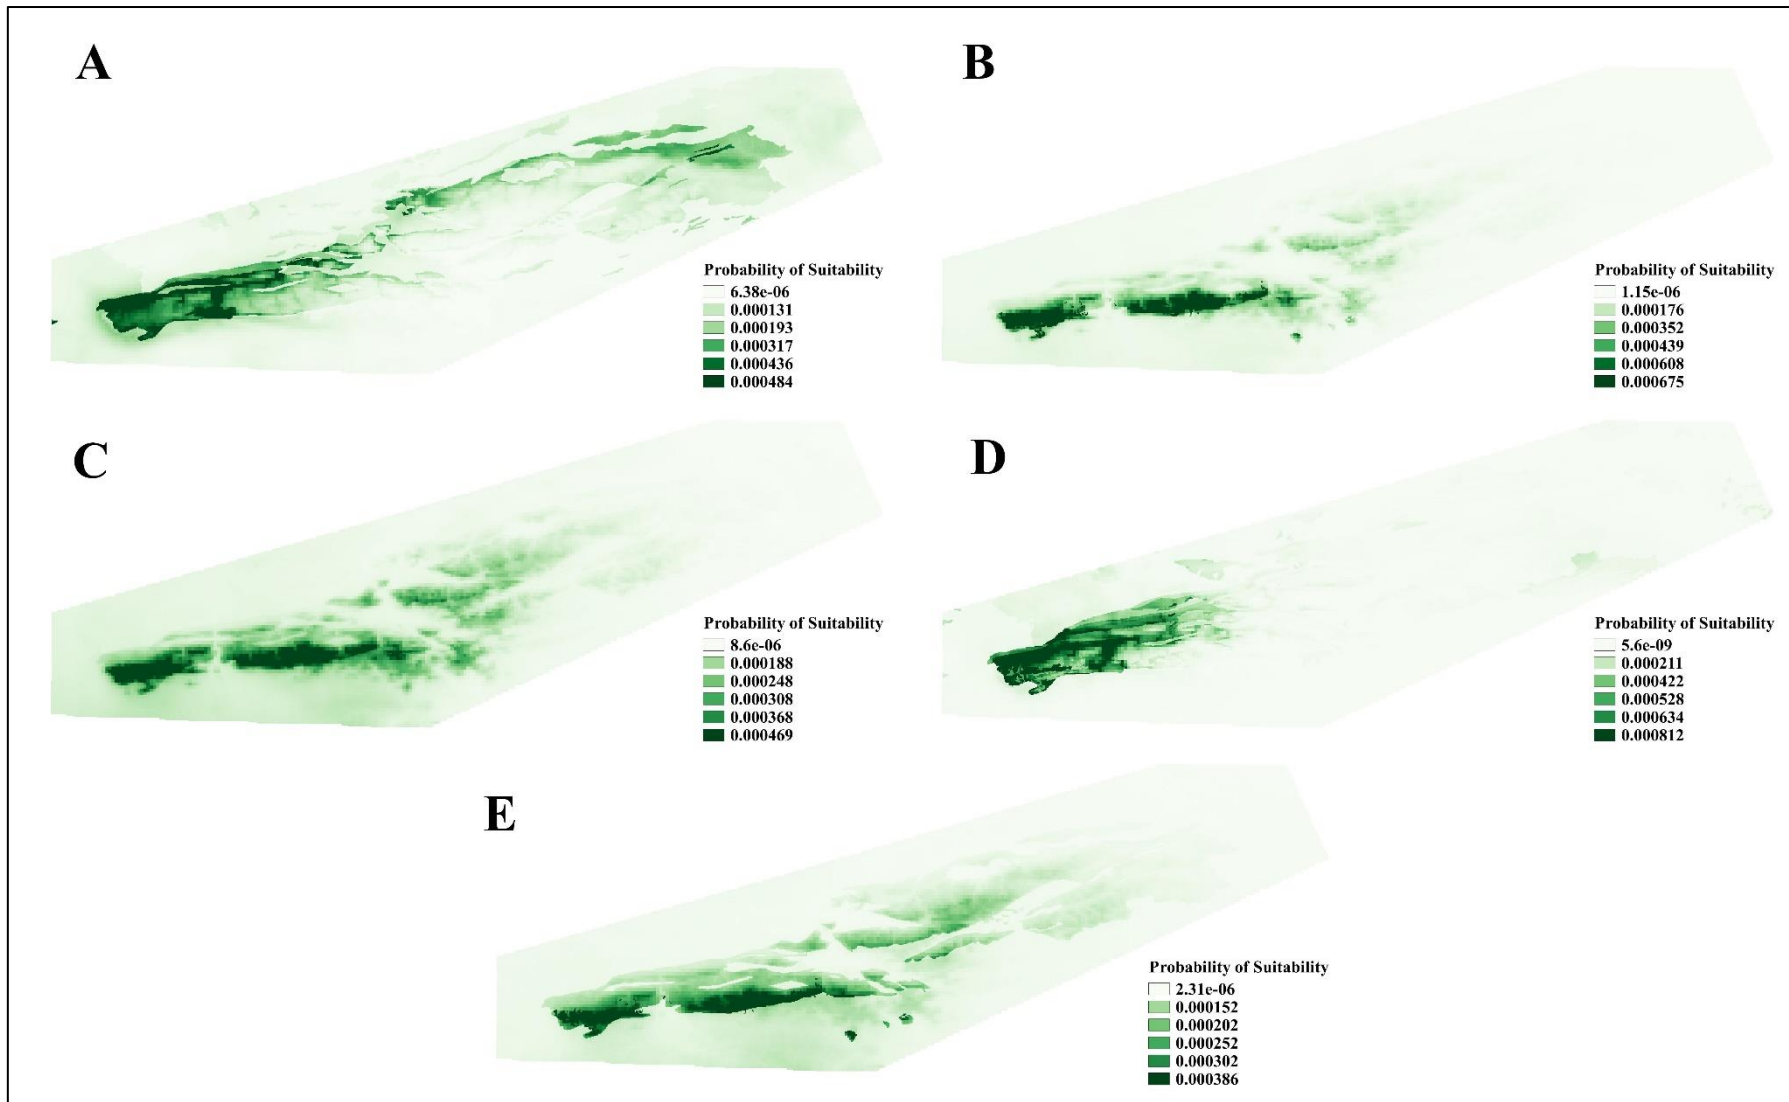 A
Probability of Suitability
6.38e-06
0.000131
0.000193
0.000317
0.000436
0.000484
B
Probability of Suitability
1.15e-06
0.000176
0.000352
0.000439
0.000608
0.000675
C
Probability of Suitability
8.6e-06
0.000188
0.000248
0.000308
0.000368
0.000469
D
Probability of Suitability
5.6e-09
0.000211
0.000422
0.000528
0.000634
0.000812
E
Probability of Suitability
2.31e-06
0.000152
0.000202
0.000252
0.000302
0.000386